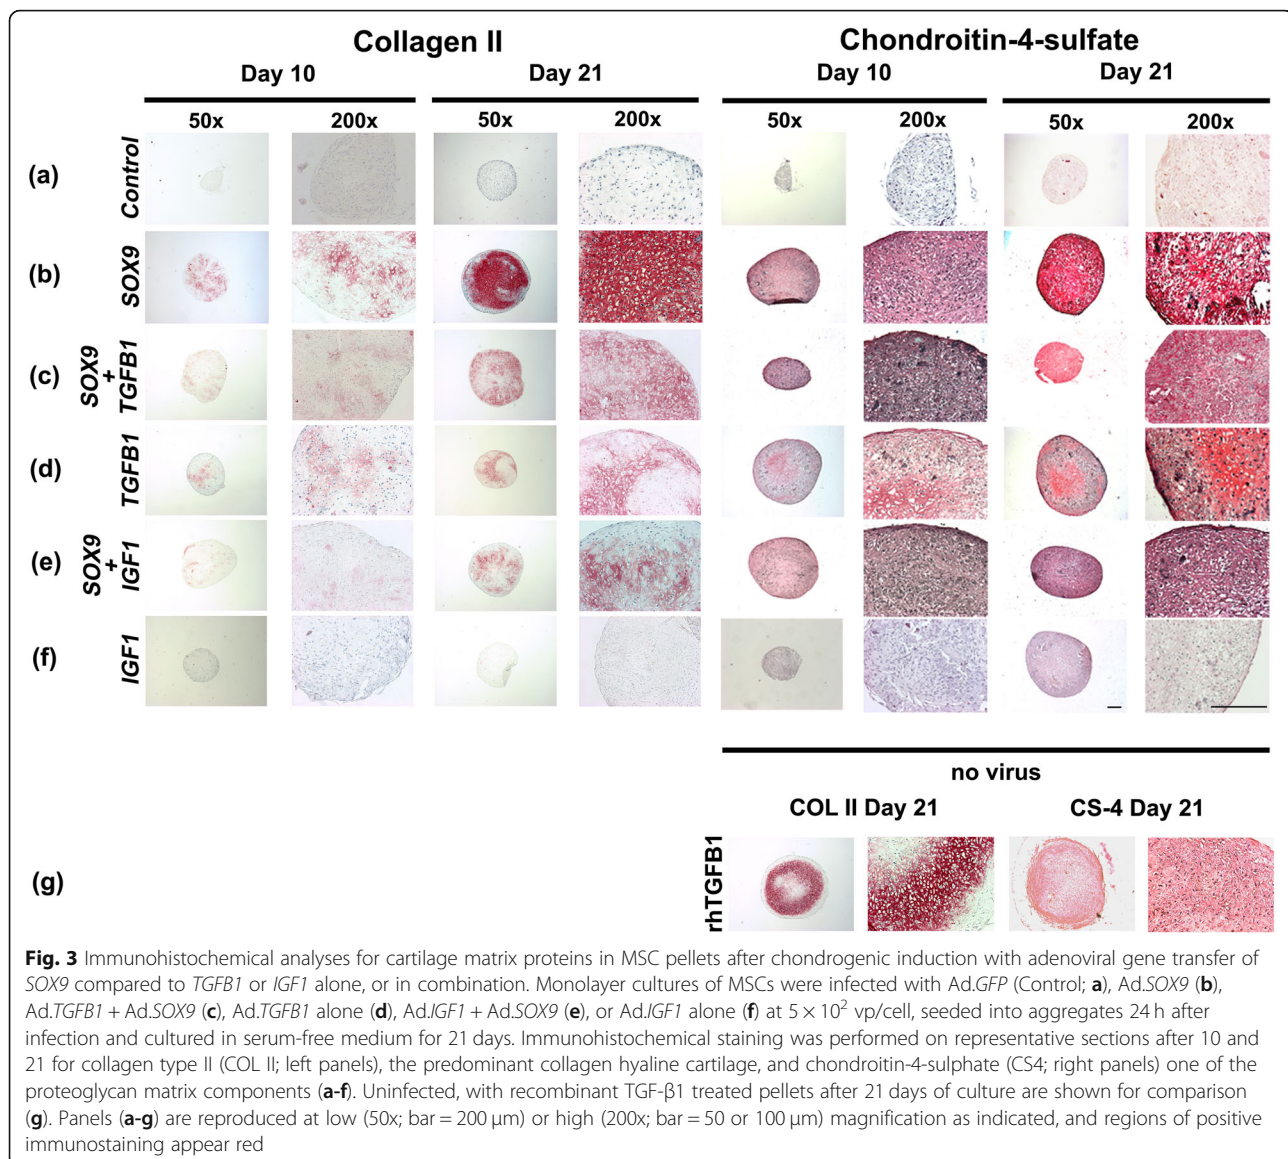 Collagen II
Chondroitin-4-sulfate
Day 10
Day 21
Day 10
Day 21
50x
200x
50x
200x
50x
200x
50x
200x
(a)
Control
(b)
SOX9
(c)
SOX9
+
TGFB1
(d)
TGFB1
(e)
SOX9
+
IGF1
(f)
IGF1
no virus
COL II Day 21
CS-4 Day 21
(g)
rhTGFB1
Fig. 3 Immunohistochemical analyses for cartilage matrix proteins in MSC pellets after chondrogenic induction with adenoviral gene transfer of
SOX9 compared to TGFB1 or IGF1 alone, or in combination. Monolayer cultures of MSCs were infected with Ad.GFP (Control; a), Ad.SOX9 (b),
Ad.TGFB1 + Ad.SOX9 (c), Ad.TGFB1 alone (d), Ad.IGF1 + Ad.SOX9 (e), or Ad.IGF1 alone (f) at 5 × 10² vp/cell, seeded into aggregates 24 h after
infection and cultured in serum-free medium for 21 days. Immunohistochemical staining was performed on representative sections after 10 and
21 for collagen type II (COL II; left panels), the predominant collagen hyaline cartilage, and chondroitin-4-sulphate (CS4; right panels) one of the
proteoglycan matrix components (a-f). Uninfected, with recombinant TGF-β1 treated pellets after 21 days of culture are shown for comparison
(g). Panels (a-g) are reproduced at low (50x; bar = 200 μm) or high (200x; bar = 50 or 100 μm) magnification as indicated, and regions of positive
immunostaining appear red